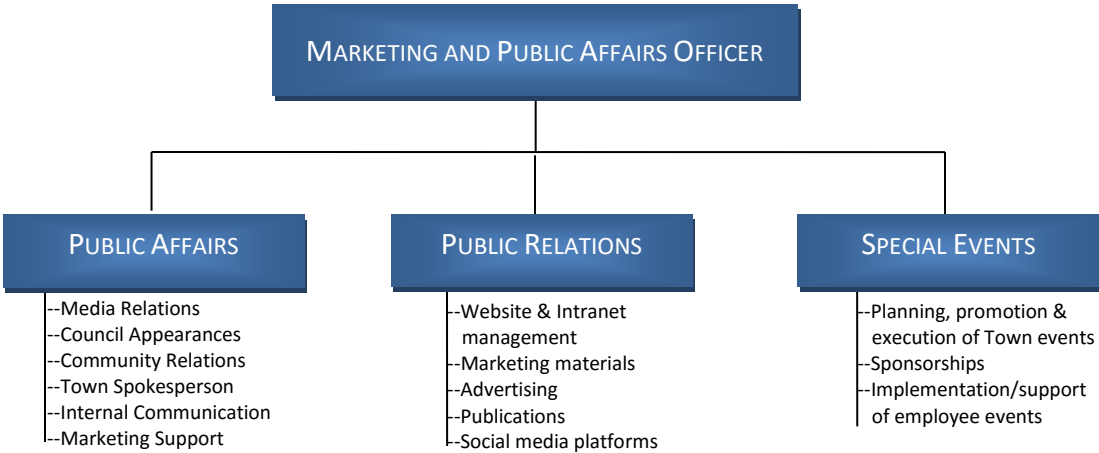 MARKETING AND PUBLIC AFFAIRS OFFICER
PUBLIC AFFAIRS
--Media Relations
--Council Appearances
--Community Relations
--Town Spokesperson
--Internal Communication
--Marketing Support
PUBLIC RELATIONS
--Website & Intranet
management
--Marketing materials
--Advertising
--Publications
--Social media platforms
SPECIAL EVENTS
--Planning, promotion &
execution of Town events
--Sponsorships
--Implementation/support
of employee events